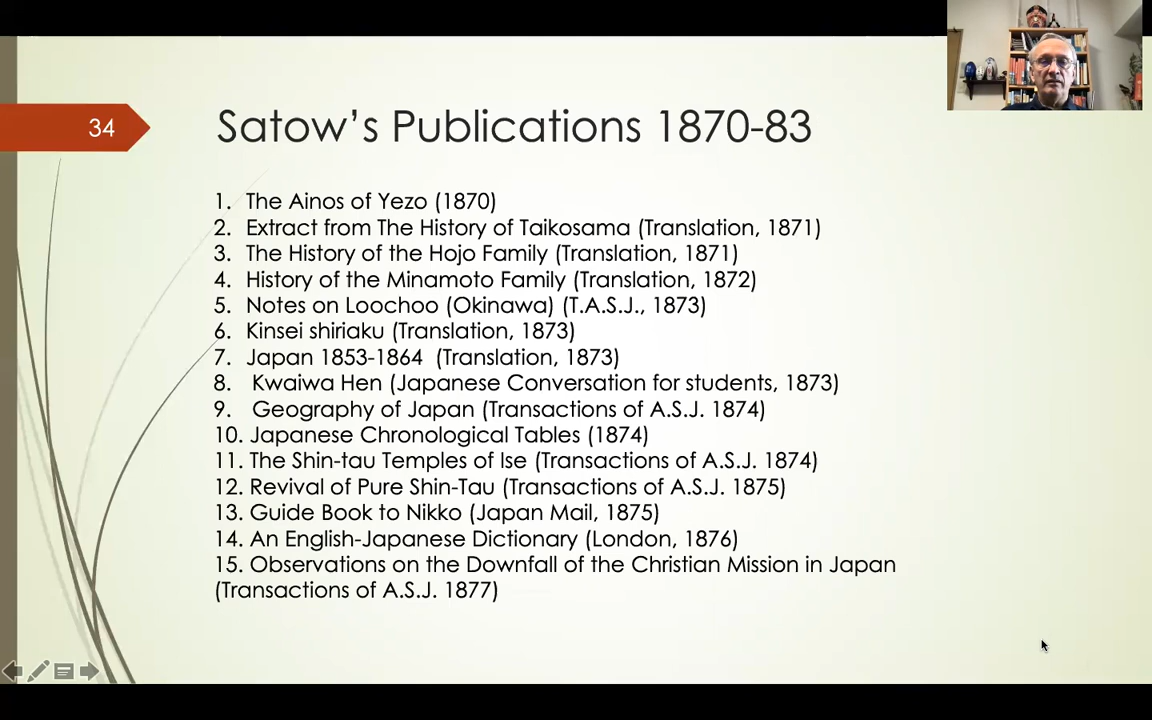 34
Satow's Publications 1870-83
1. The Ainos of Yezo (1870)
2. Extract from The History of Taikosama (Translation, 1871)
3. The History of the Hojo Family (Translation, 1871)
4. History of the Minamoto Family (Translation, 1872)
5. Notes on Loochoo (Okinawa) (T.A.S.J., 1873)
6. Kinsei shiriaku (Translation, 1873)
7. Japan 1853-1864 (Translation, 1873)
8. Kwaiwa Hen (Japanese Conversation for students, 1873)
9. Geography of Japan (Transactions of A.S.J. 1874)
10. Japanese Chronological Tables (1874)
11. The Shin-tau Temples of Ise (Transactions of A.S.J. 1874)
12. Revival of Pure Shin-Tau (Transactions of A.S.J. 1875)
13. Guide Book to Nikko (Japan Mail, 1875)
14. An English-Japanese Dictionary (London, 1876)
15. Observations on the Downfall of the Christian Mission in Japan
(Transactions of A.S.J. 1877)